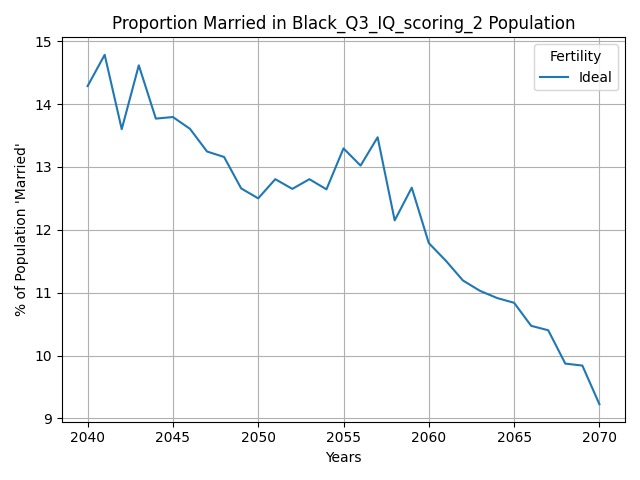 Proportion Married in Black_Q3_IQ_scoring_2 Population
Fertility
Ideal
% of Population 'Married'
15
14
13
12
11
10
9
2040 2045 2050 2055 2060 2065 2070
Years